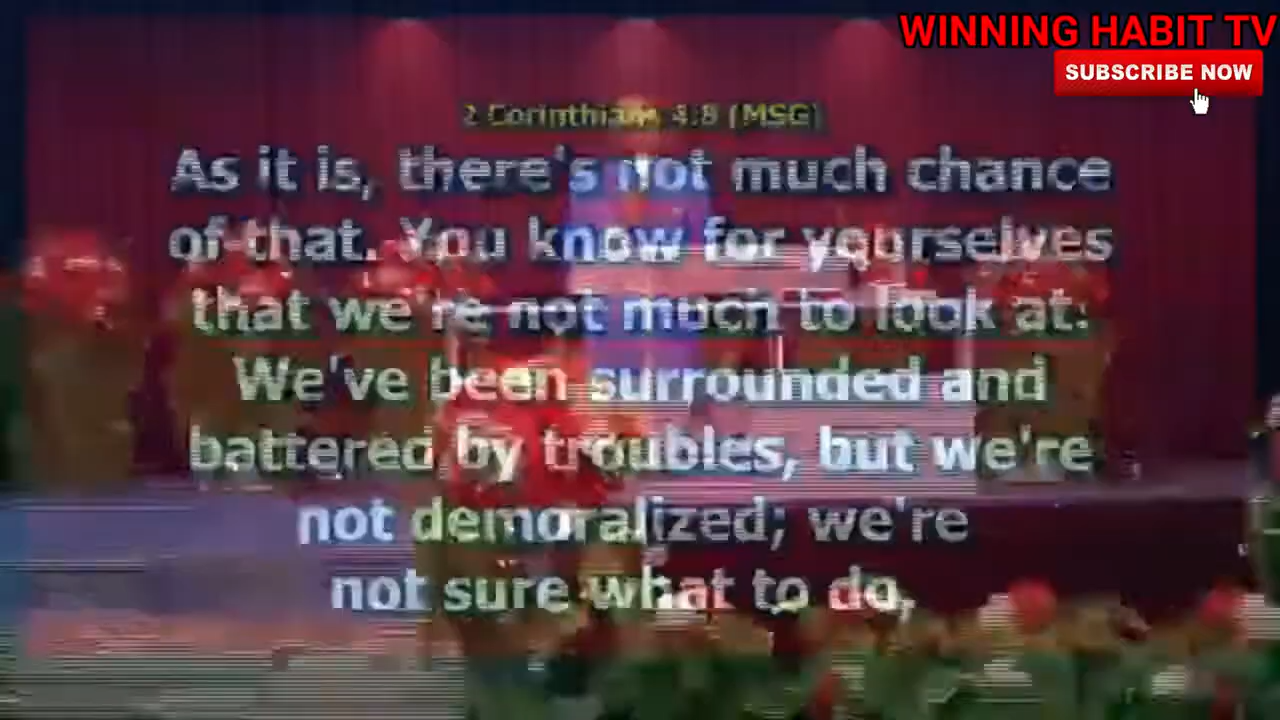 WINNING HABIT TV
SUBSCRIBE NOW
2 Corinthians 4:8 (MSG)
As it is, there's not much chance
of that. You know for yourselves
that we're not much to look at.
We've been surrounded and
battered by troubles, but we're
not demoralized; we're
not sure what to do,